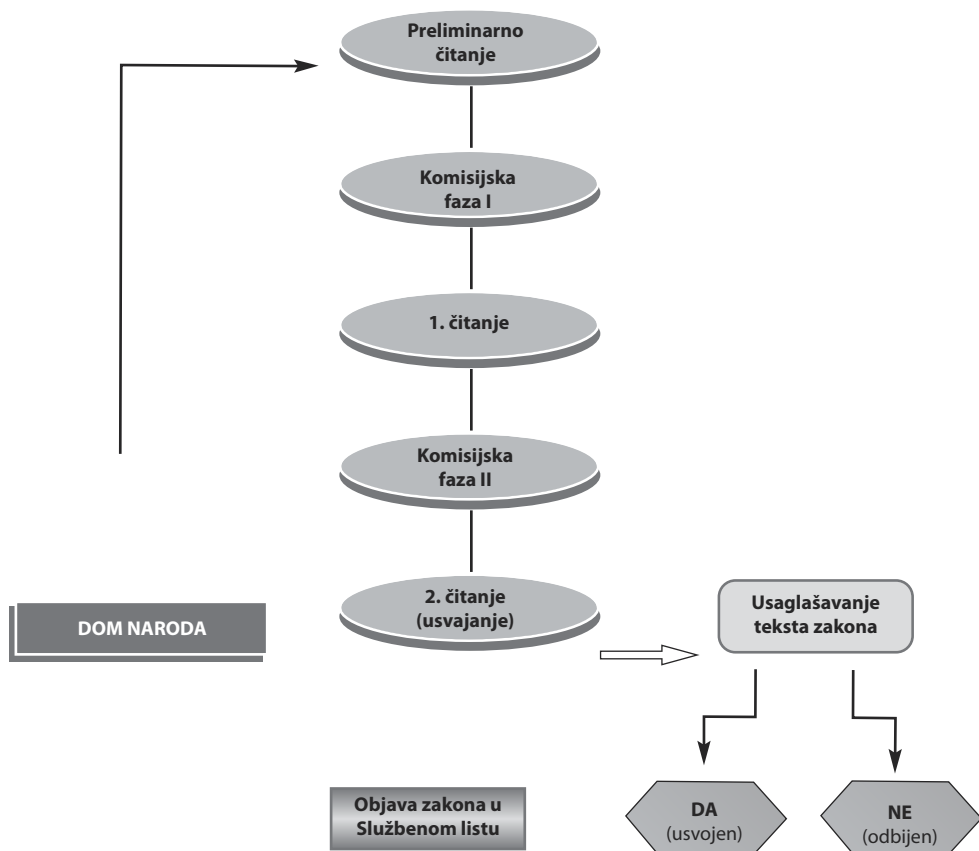 Preliminarno
čitanje
Komisijska
faza I
1. čitanje
Komisijska
faza II
2. čitanje
(usvajanje)
DOM NARODA
Usaglašavanje
teksta zakona
Objava zakona u
Službenom listu
DA
(usvojen)
NE
(odbijen)